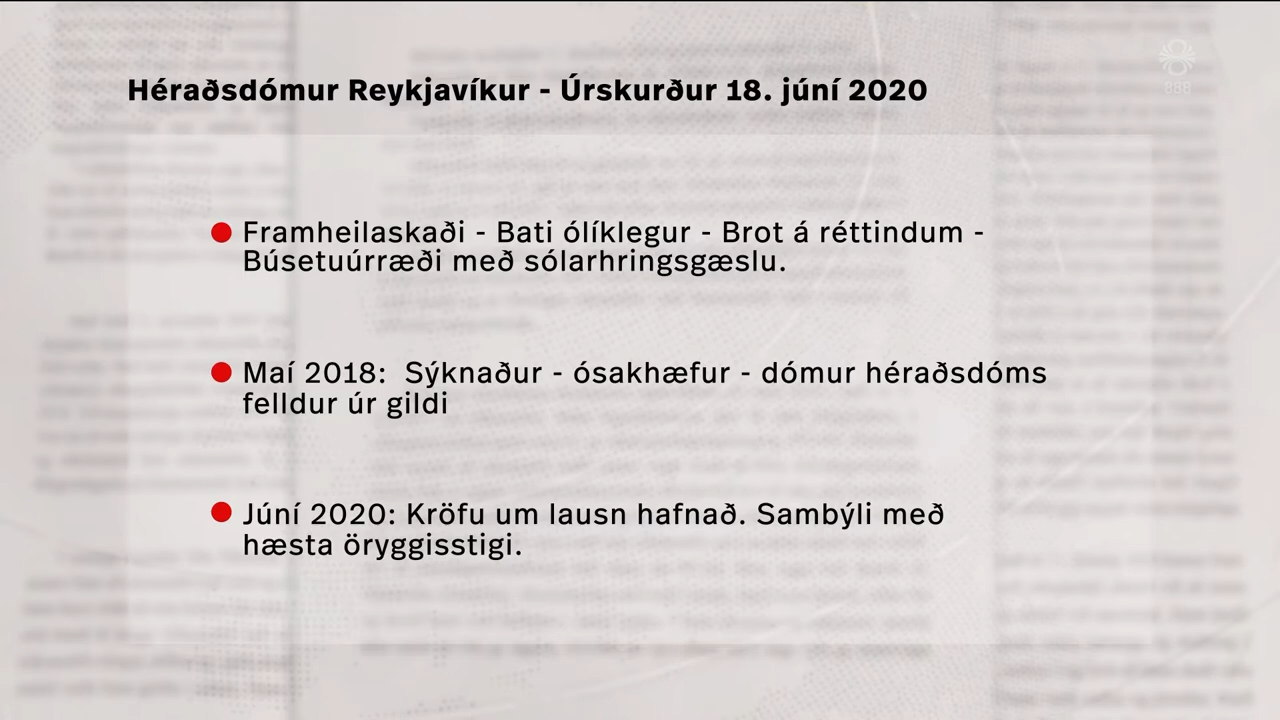 Héraðsdómur Reykjavíkur - Úrskurður 18. júní 2020
888
Framheilaskaði - Bati ólíklegur - Brot á réttindum -
Búsetuúrræði með sólarhringsgæslu.
Maí 2018:  Sýknaður - ósakhæfur - dómur héraðsdóms
felldur úr gildi
Júní 2020: Kröfu um lausn hafnað. Sambýli með
hæsta öryggisstigi.